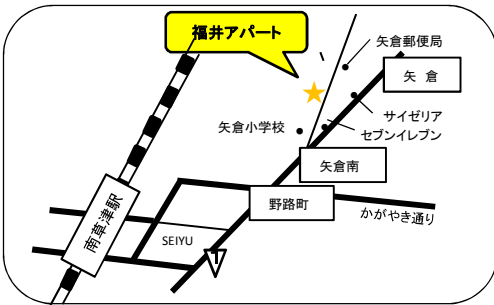 福井アパート
矢倉郵便局
矢 倉
サイゼリア
セブンイレブン
矢倉小学校
矢倉南
野路町
かがやき通り
南草津駅
SEIYU
1